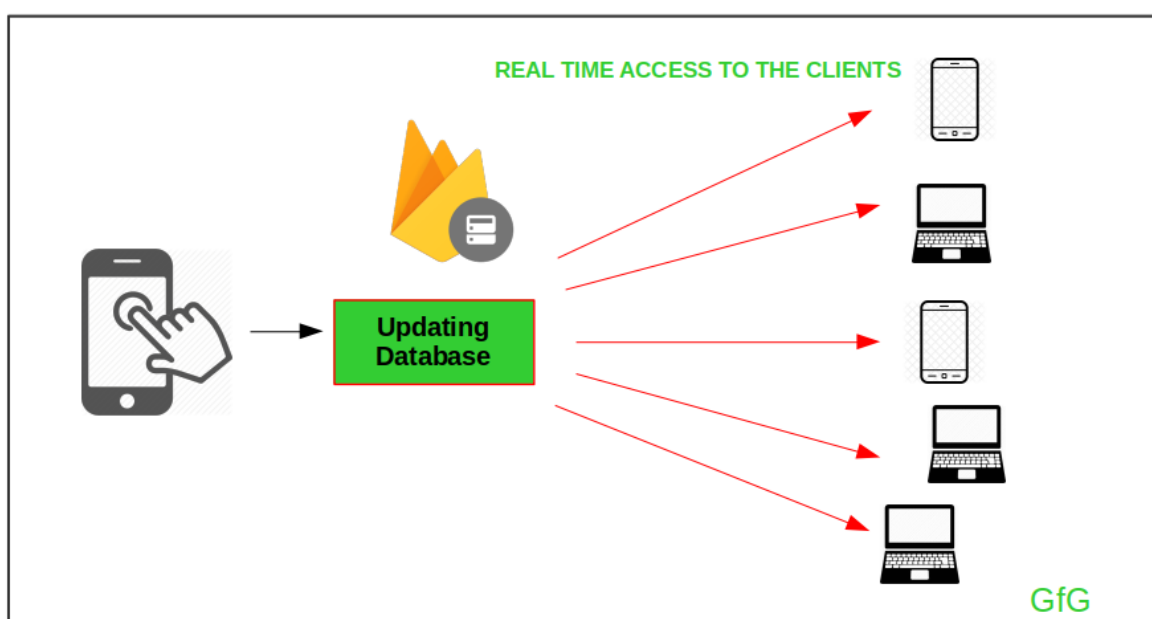 REAL TIME ACCESS TO THE CLIENTS
Updating
Database
GfG